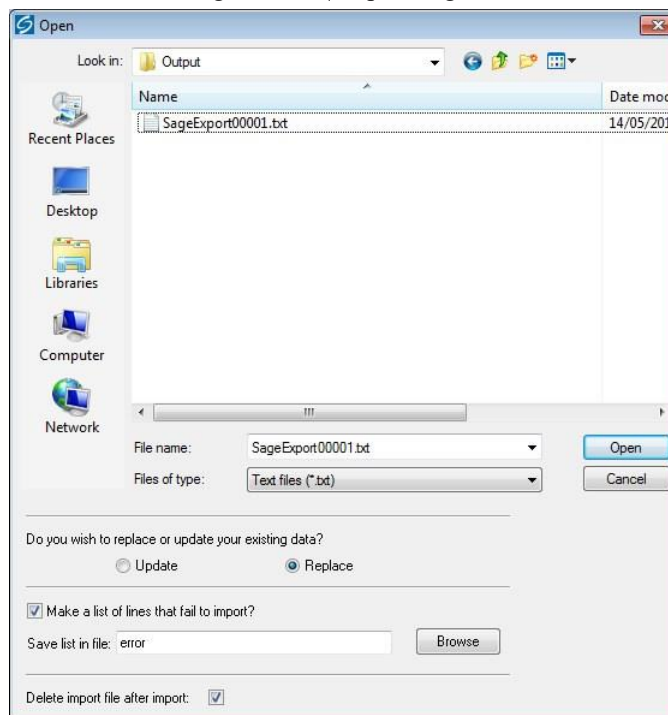 Open
Look in: Output
Name Date mod
SageExport00001.txt 14/05/201
Recent Places
Desktop
Libraries
Computer
Network
File name: SageExport00001.txt Open
Files of type: Text files (*.txt) Cancel
Do you wish to replace or update your existing data?
Update Replace
Make a list of lines that fail to import?
Save list in file: error Browse
Delete import file after import: